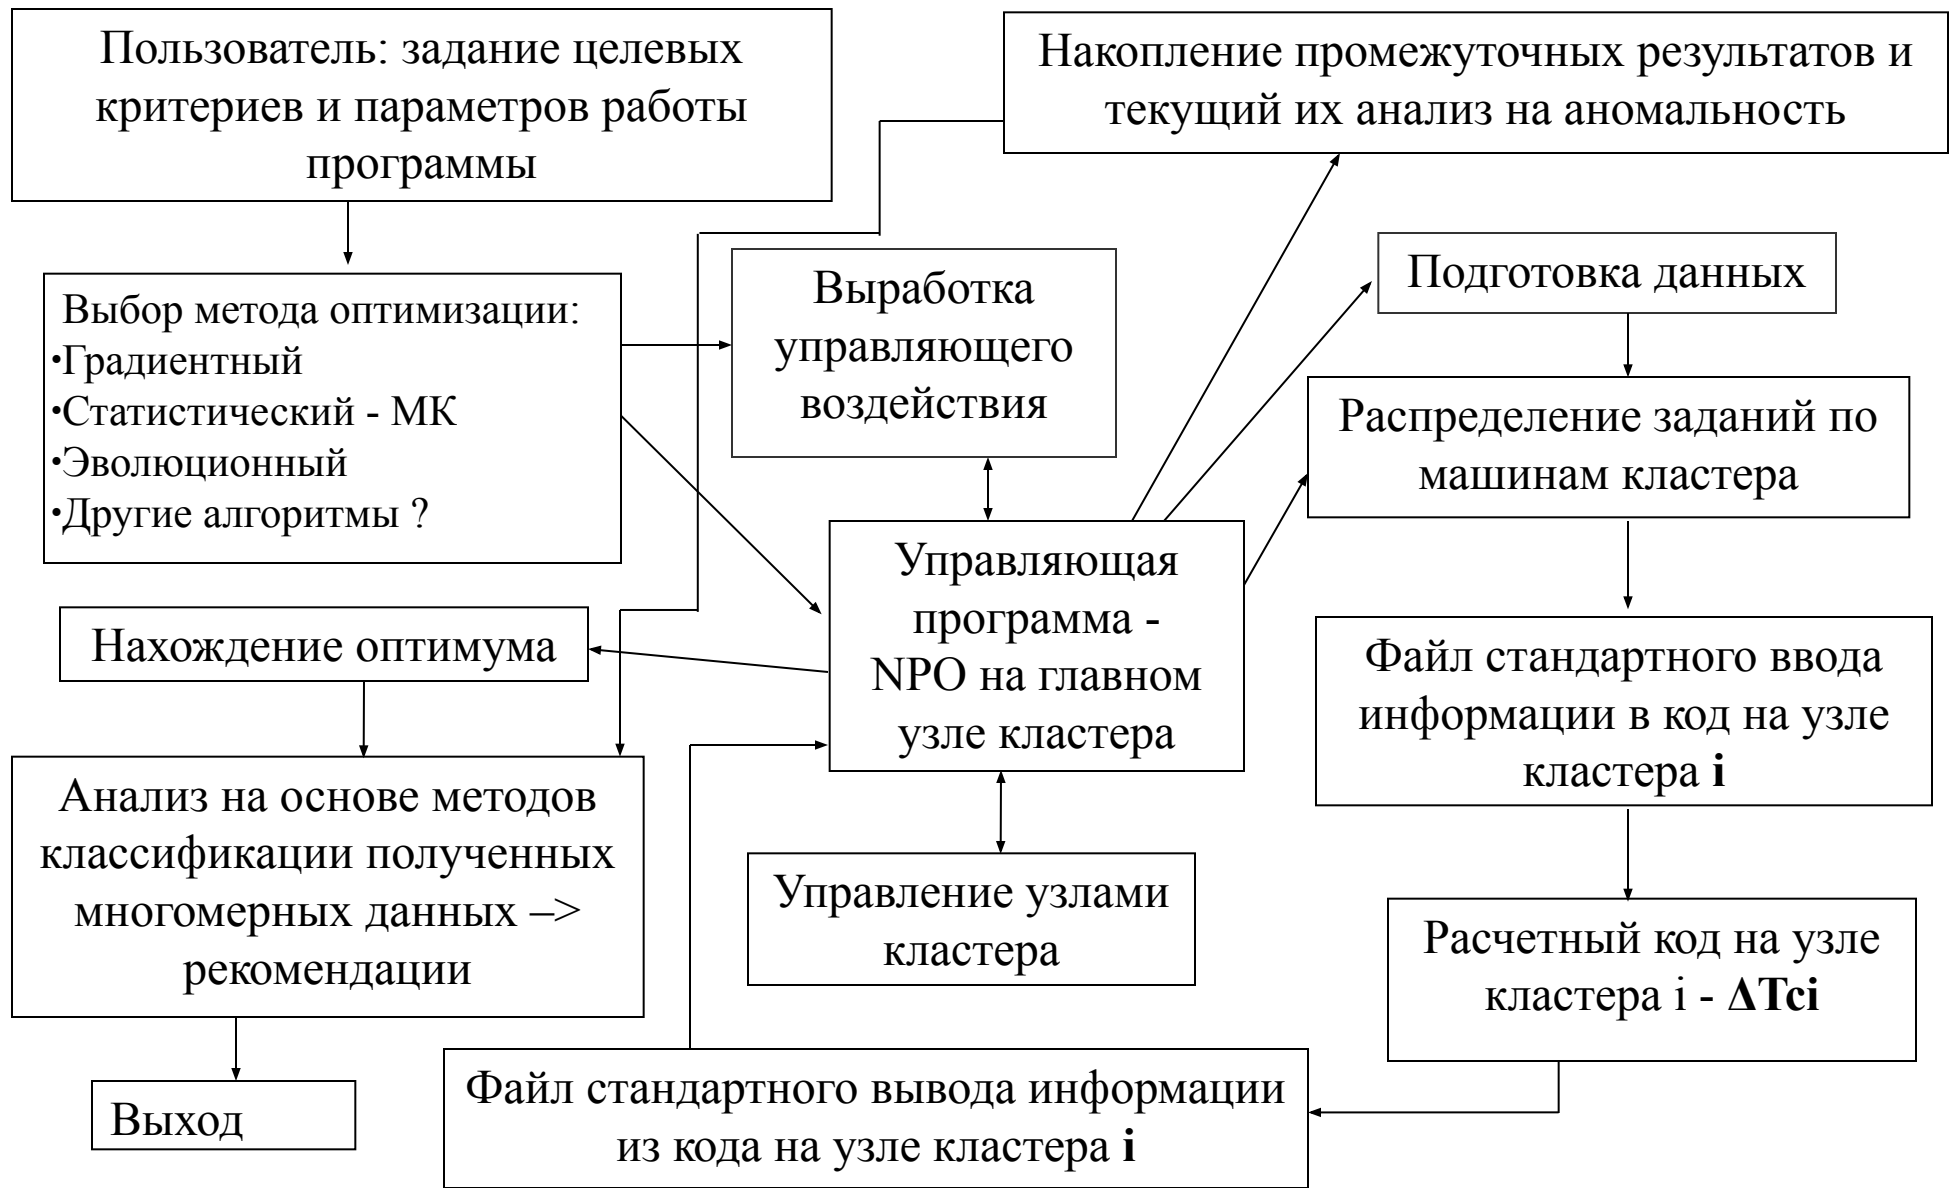 Пользователь: задание целевых
критериев и параметров работы
программы
Накопление промежуточных результатов и
текущий их анализ на аномальность
Выбор метода оптимизации:
•Градиентный
•Статистический - МК
•Эволюционный
•Другие алгоритмы ?
Выработка
управляющего
воздействия
Подготовка данных
Распределение заданий по
машинам кластера
Управляющая
программа -
NPO на главном
узле кластера
Нахождение оптимума
Файл стандартного ввода
информации в код на узле
кластера i
Анализ на основе методов
классификации полученных
многомерных данных –>
рекомендации
Управление узлами
кластера
Расчетный код на узле
кластера i - ΔTci
Файл стандартного вывода информации
из кода на узле кластера i
Выход